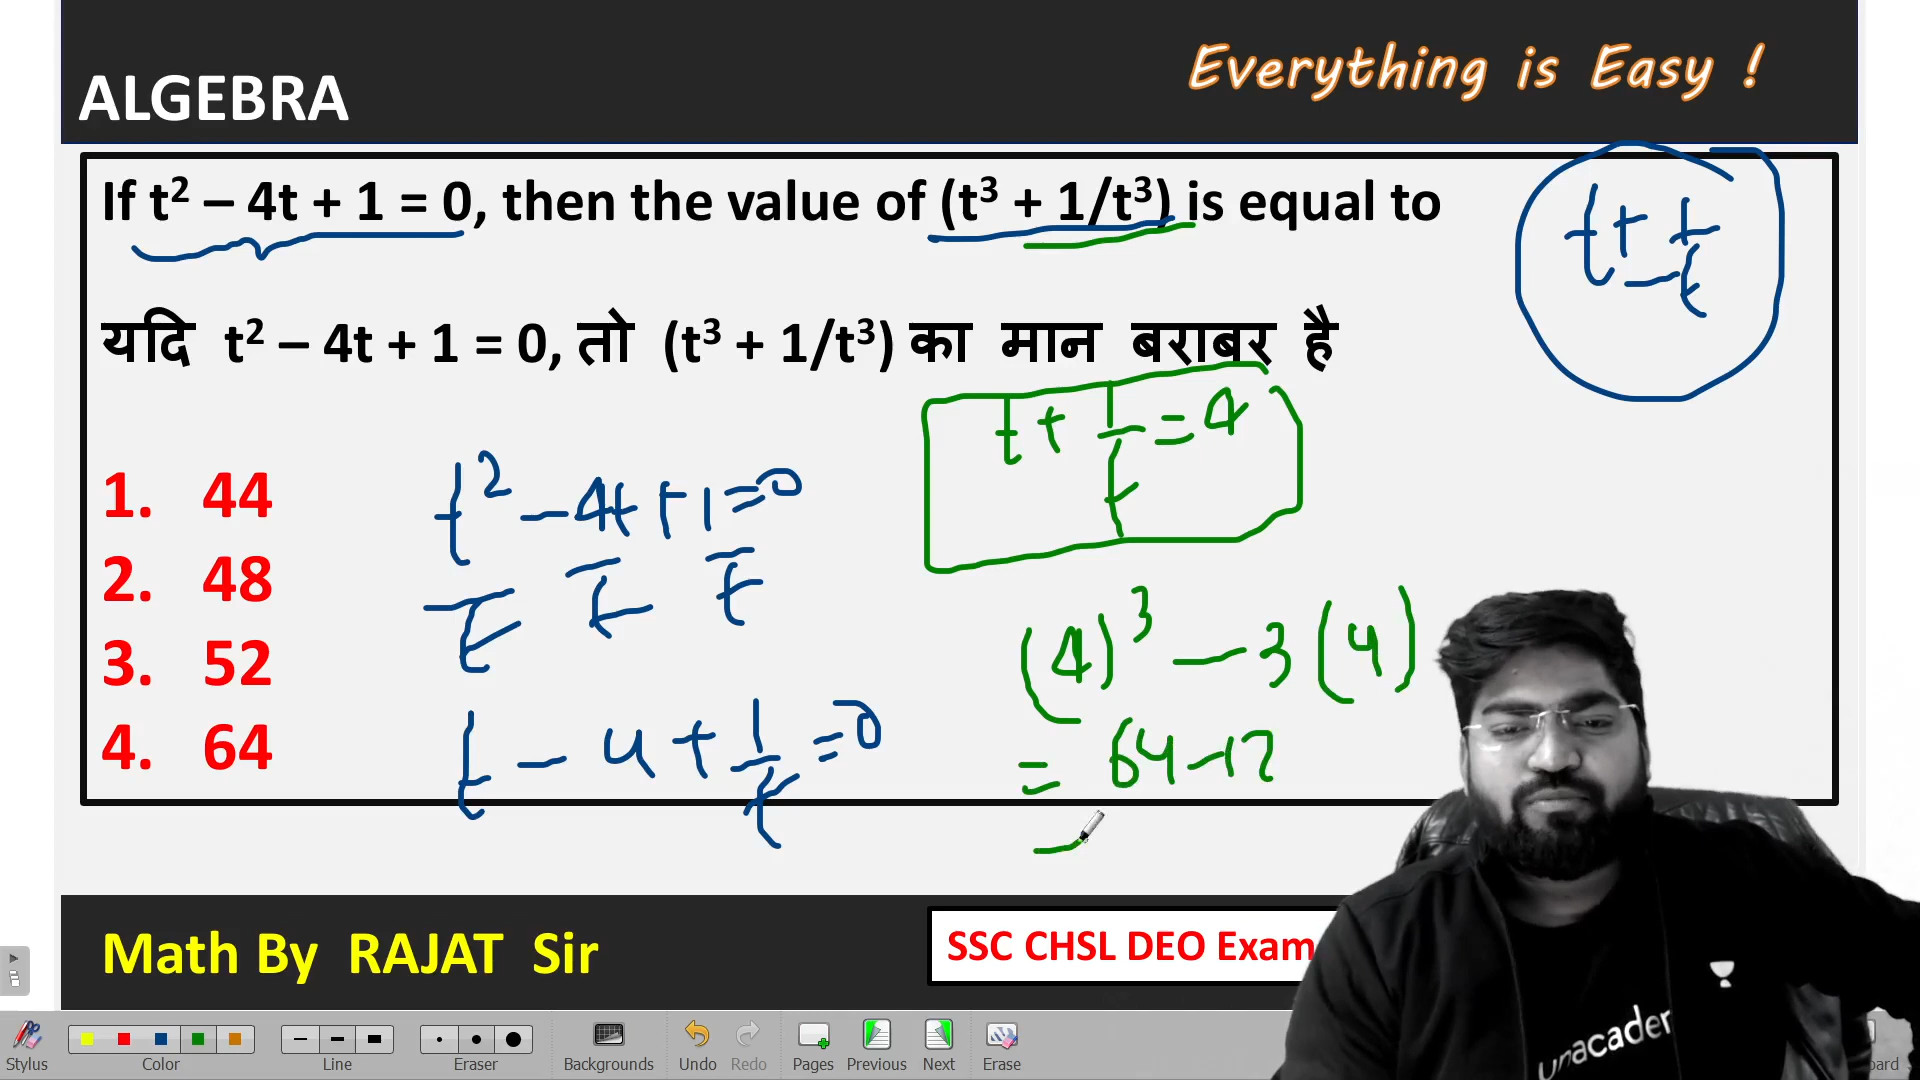 ALGEBRA
Everything is Easy !
If t² – 4t + 1 = 0, then the value of (t³ + 1/t³) is equal to
t + 1/t
यदि t² – 4t + 1 = 0, तो (t³ + 1/t³) का मान बराबर है
t + 1/t = 4
1. 44
2. 48
3. 52
4. 64
t² – 4t + 1 = 0
t t t
t – 4 + 1/t = 0
(4)³ – 3(4)
= 64 – 12
Math By RAJAT Sir
SSC CHSL DEO Exam
unacade
Stylus
Color
Line
Eraser
Backgrounds
Undo
Redo
Pages
Previous
Next
Erase